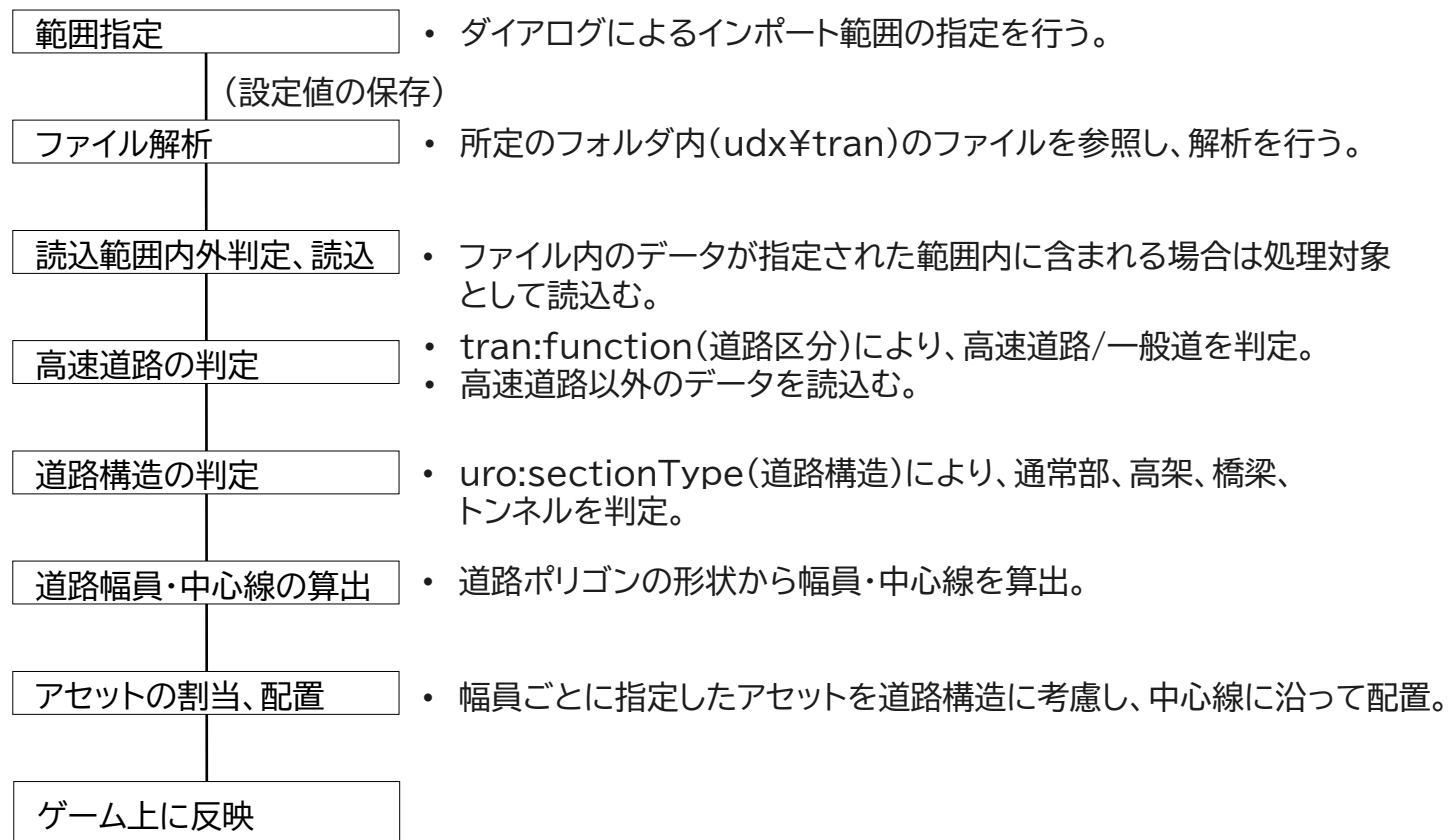 範囲指定
• ダイアログによるインポート範囲の指定を行う。
(設定値の保存)
ファイル解析
• 所定のフォルダ内(udx¥tran)のファイルを参照し、解析を行う。
読込範囲内外判定、読込
• ファイル内のデータが指定された範囲内に含まれる場合は処理対象
として読込む。
高速道路の判定
• tran:function(道路区分)により、高速道路/一般道を判定。
• 高速道路以外のデータを読込む。
道路構造の判定
• uro:sectionType(道路構造)により、通常部、高架、橋梁、
トンネルを判定。
道路幅員・中心線の算出
• 道路ポリゴンの形状から幅員・中心線を算出。
アセットの割当、配置
• 幅員ごとに指定したアセットを道路構造に考慮し、中心線に沿って配置。
ゲーム上に反映